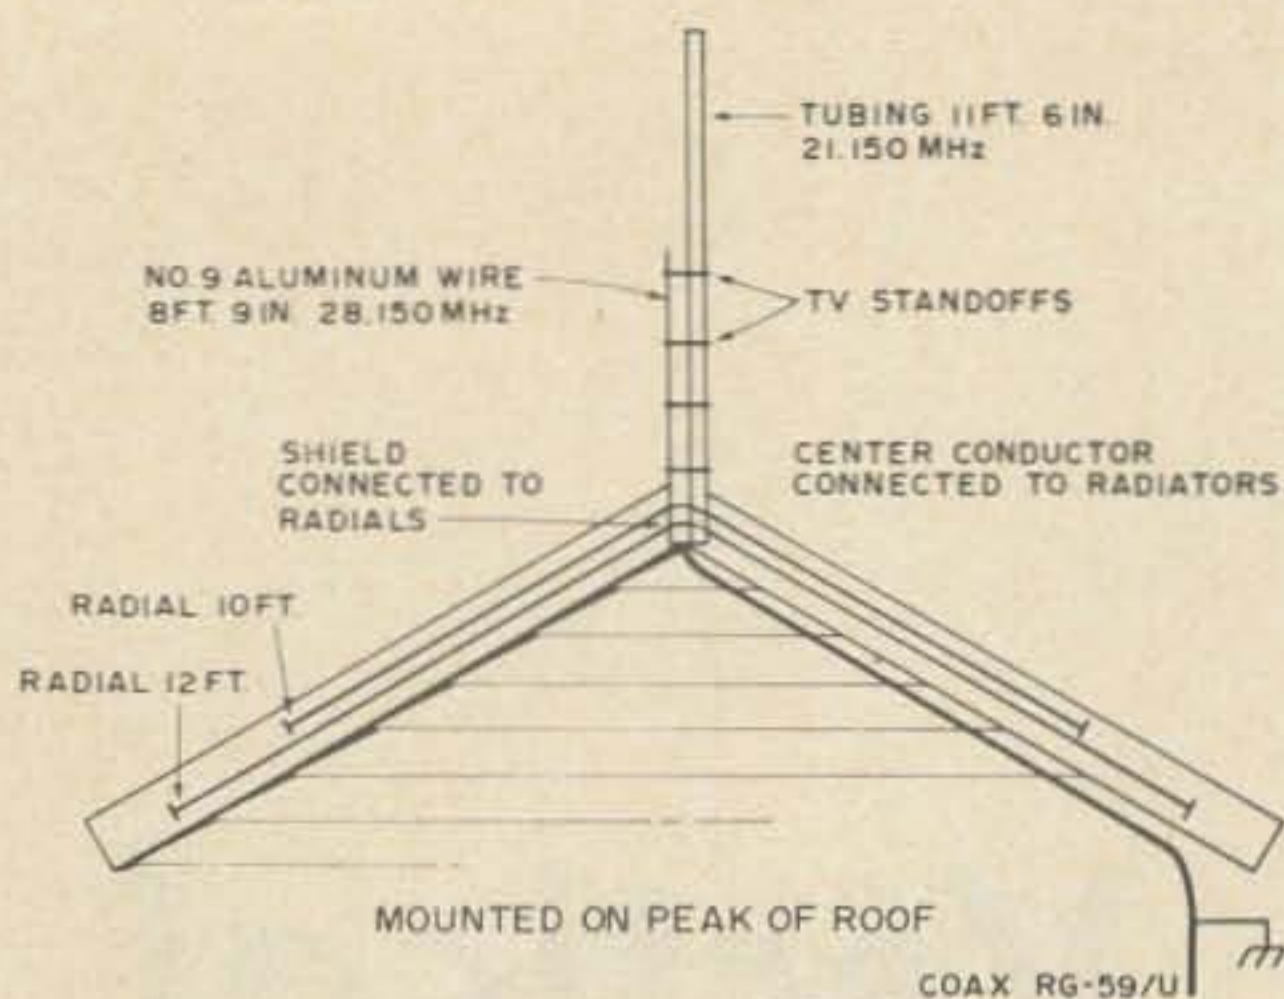 TUBING 11FT. 6IN.
21.150 MHz
NO.9 ALUMINUM WIRE
8FT. 9IN. 28.150MHz
TV STANDOFFS
SHIELD
CONNECTED TO
RADIALS
CENTER CONDUCTOR
CONNECTED TO RADIATORS
RADIAL 10FT.
RADIAL 12FT.
MOUNTED ON PEAK OF ROOF
COAX RG-59/U